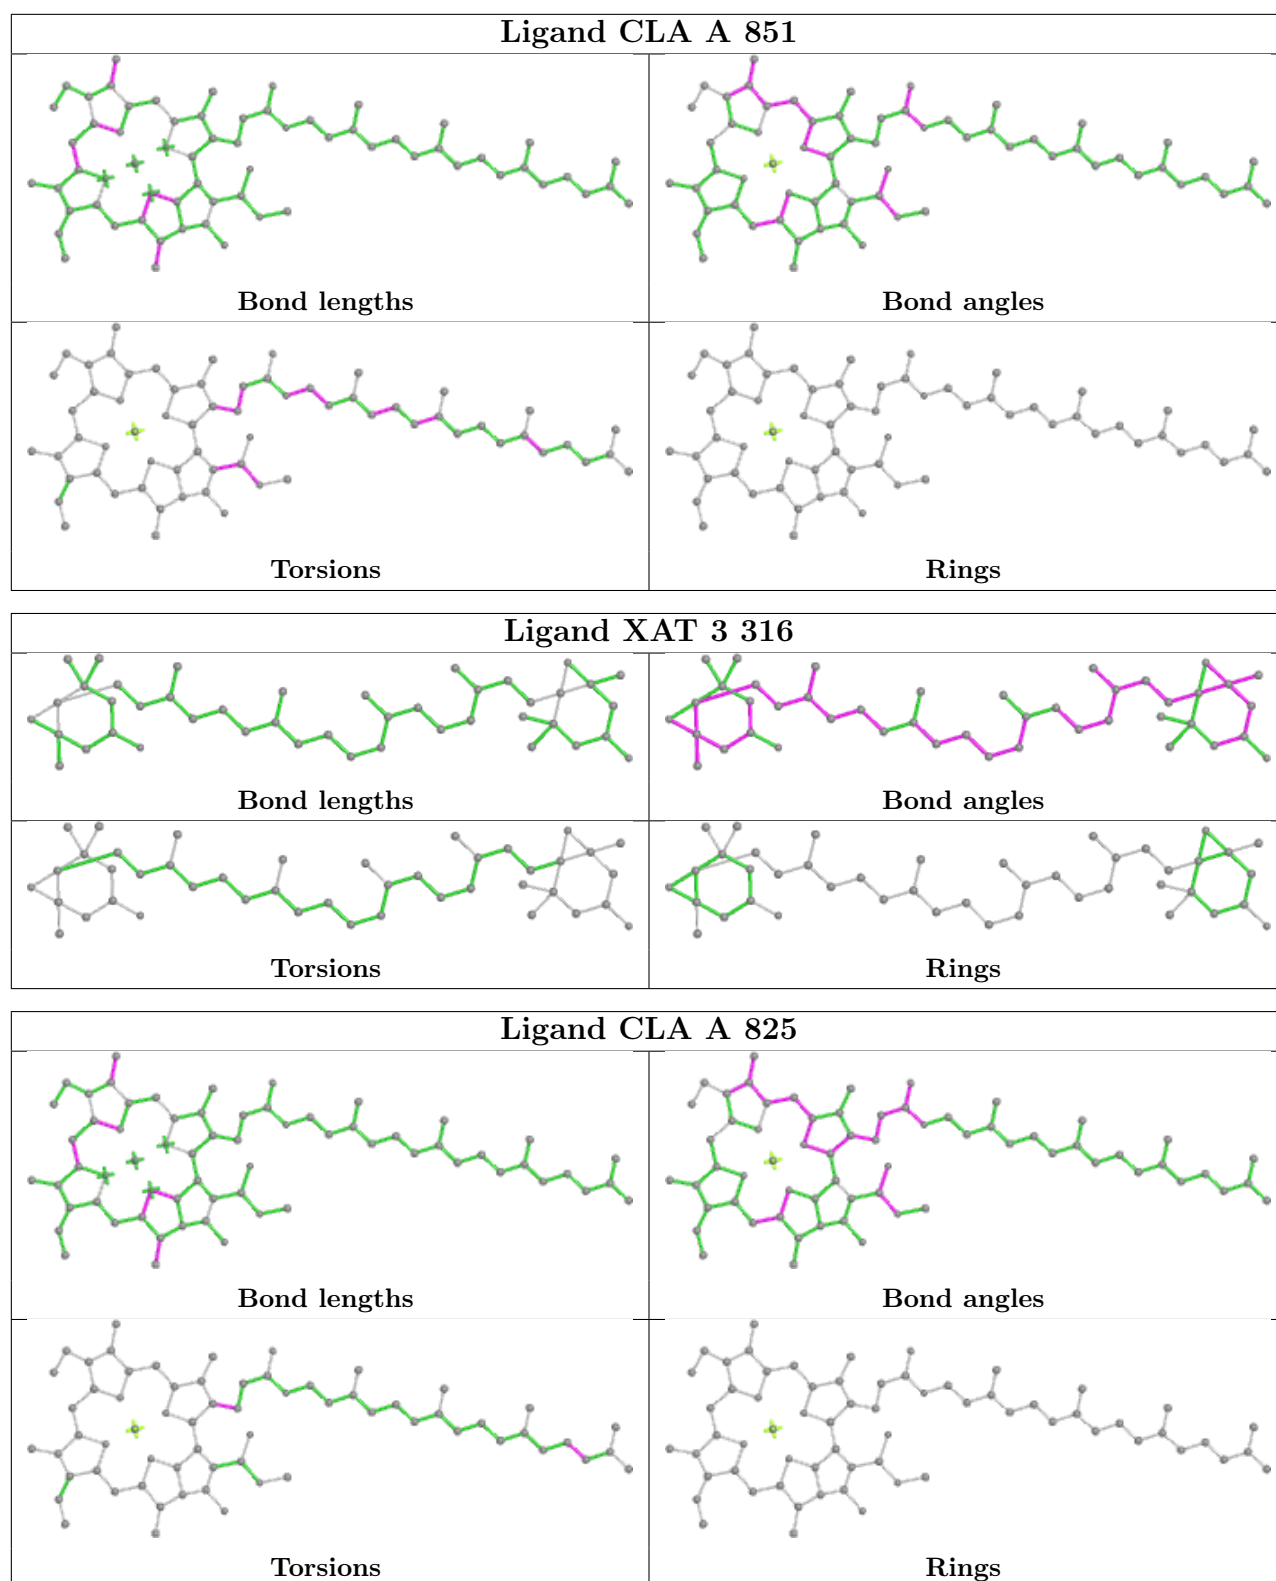 Ligand CLA A 851
Bond lengths
Bond angles
Torsions
Rings
Ligand XAT 3 316
Bond lengths
Bond angles
Torsions
Rings
Ligand CLA A 825
Bond lengths
Bond angles
Torsions
Rings